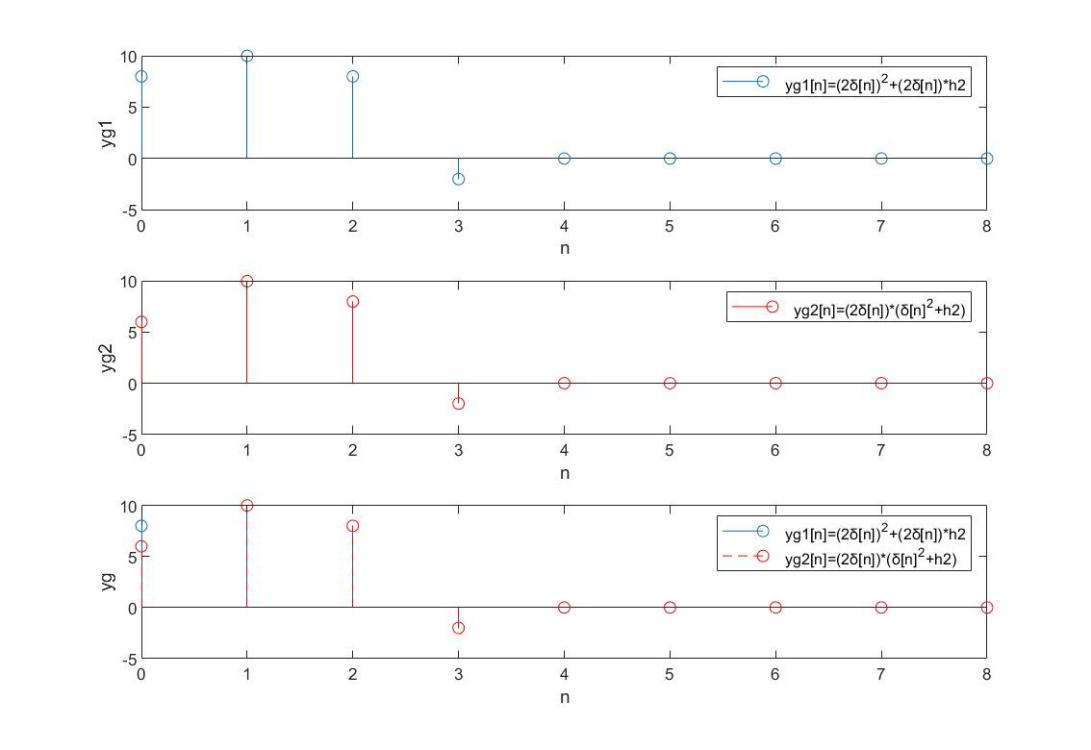 10
yg1[n]=(2δ[n])²+(2δ[n])*h2
5
yg1
0
-5
0 1 2 3 4 5 6 7 8
n
10
yg2[n]=(2δ[n])*(δ[n]²+h2)
5
yg2
0
-5
0 1 2 3 4 5 6 7 8
n
10
yg1[n]=(2δ[n])²+(2δ[n])*h2
yg2[n]=(2δ[n])*(δ[n]²+h2)
5
yg
0
-5
0 1 2 3 4 5 6 7 8
n